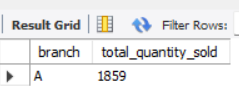 Result Grid Filter Rows:
branch total_quantity_sold
A 1859